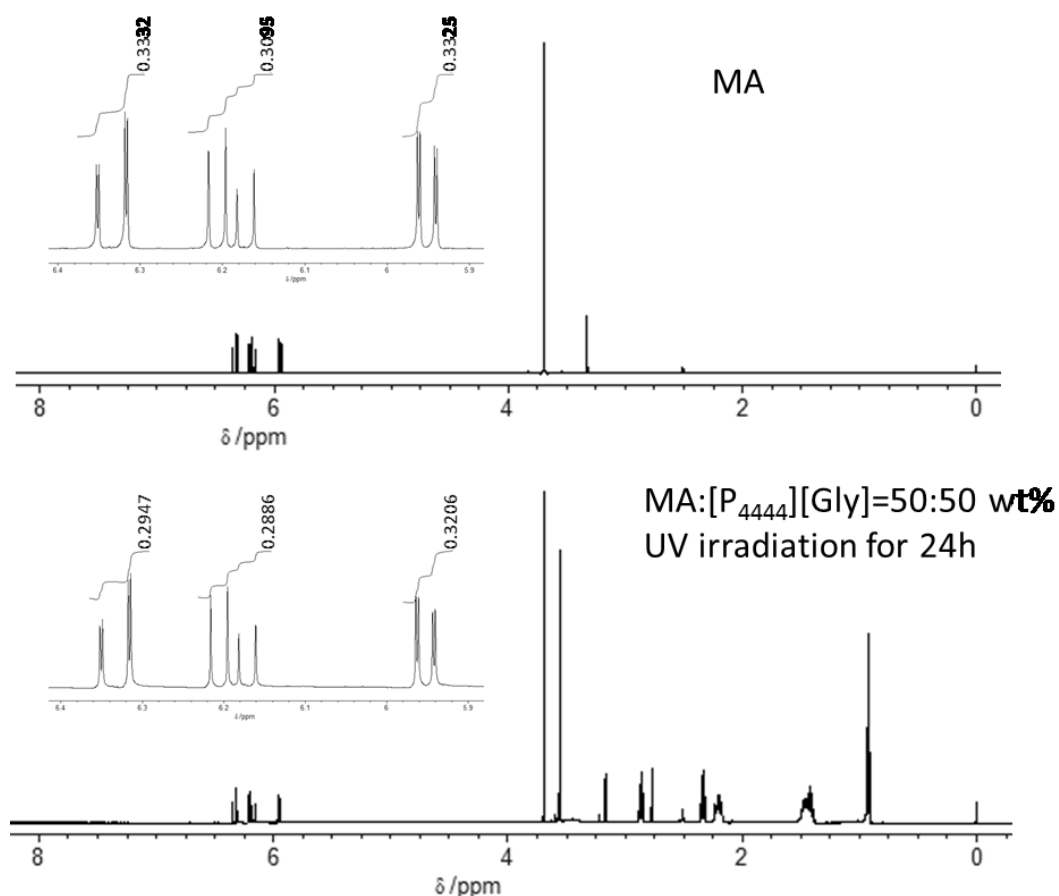 0.3332
0.3095
0.3325
MA
6.4 6.3 6.2 6.1 6 5.9
δ /ppm
8 6 4 2 0
δ /ppm
0.2947
0.2886
0.3206
MA:[P4444][Gly]=50:50 wt%
UV irradiation for 24h
6.4 6.3 6.2 6.1 6 5.9
δ /ppm
8 6 4 2 0
δ /ppm